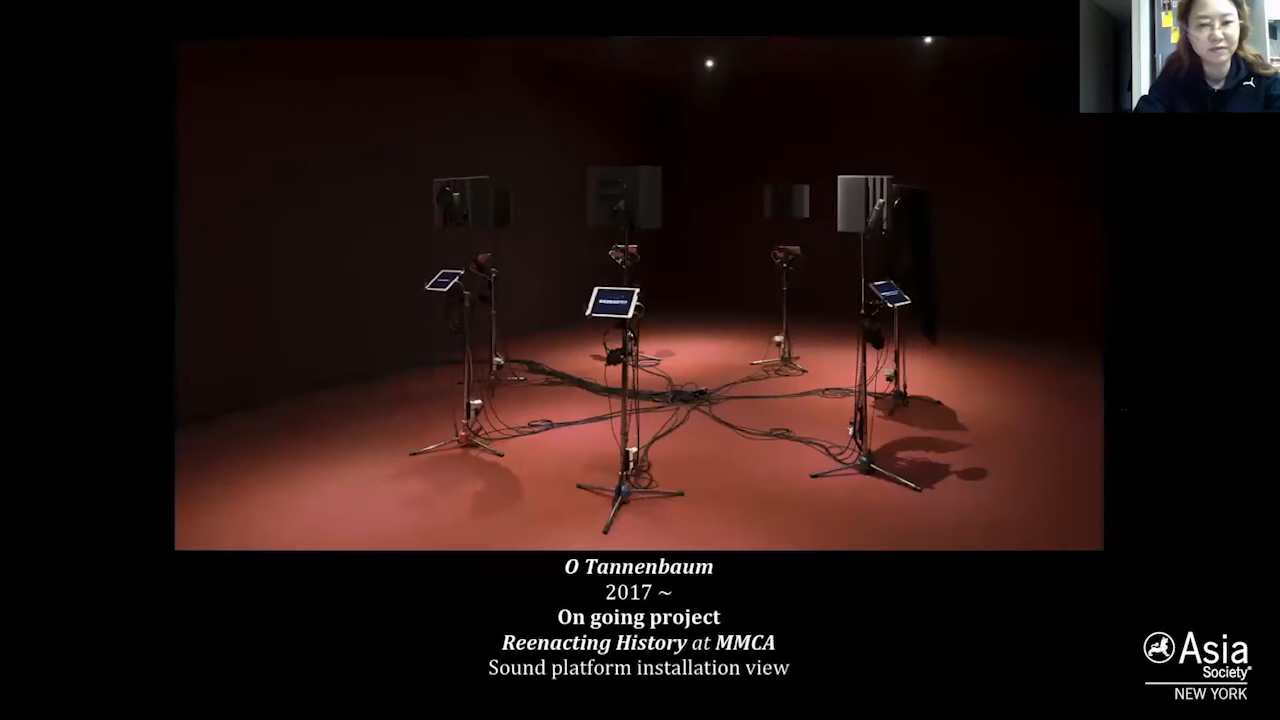 O Tannenbaum
2017 ~
On going project
Reenacting History at MMCA
Sound platform installation view
Asia
Society
NEW YORK